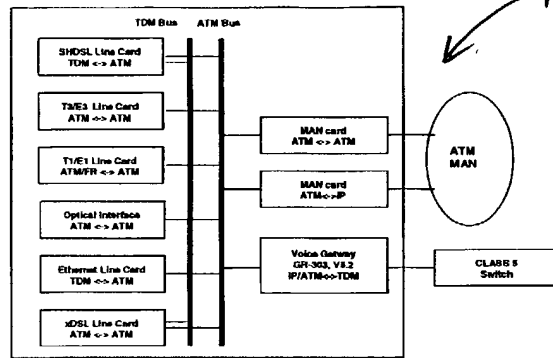 TDM Bus ATM Bus
SHDSL Line Card
TDM <-> ATM
T3/E3 Line Card
ATM <-> ATM
T1/E1 Line Card
ATM/FR <-> ATM
Optical Interface
ATM <-> ATM
Ethernet Line Card
TDM <-> ATM
xDSL Line Card
ATM <-> ATM
MAN card
ATM <-> ATM
MAN card
ATM<->IP
Voice Getway
GR-303, V5.2
IP/ATM<->TDM
ATM
MAN
CLASS 5
Switch